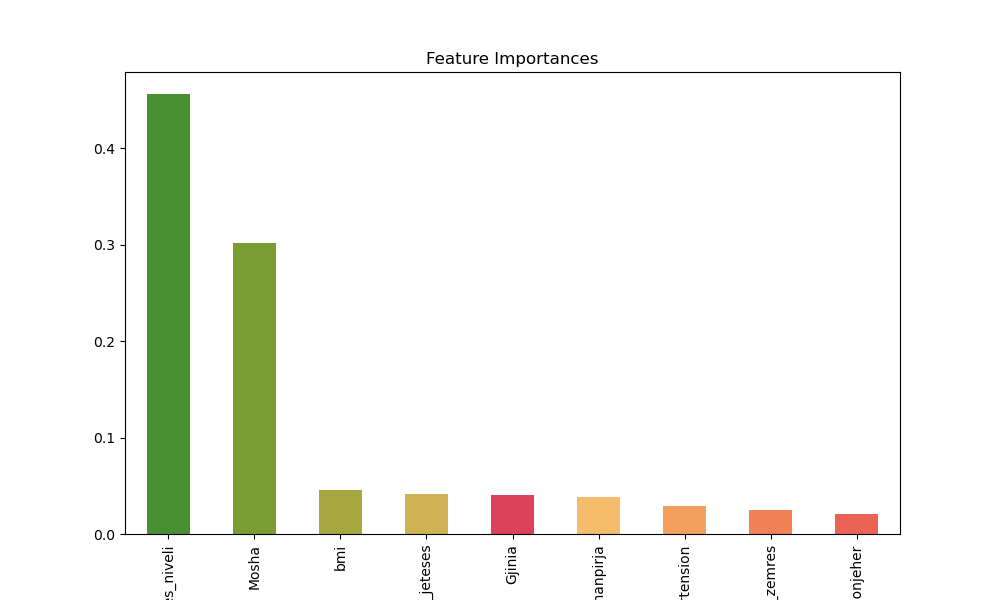 Feature Importances
0.4
0.3
0.2
0.1
0.0
es_niveli
Mosha
bmi
_jeteses
Gjinia
hanpirja
rtension
_zemres
onjeher